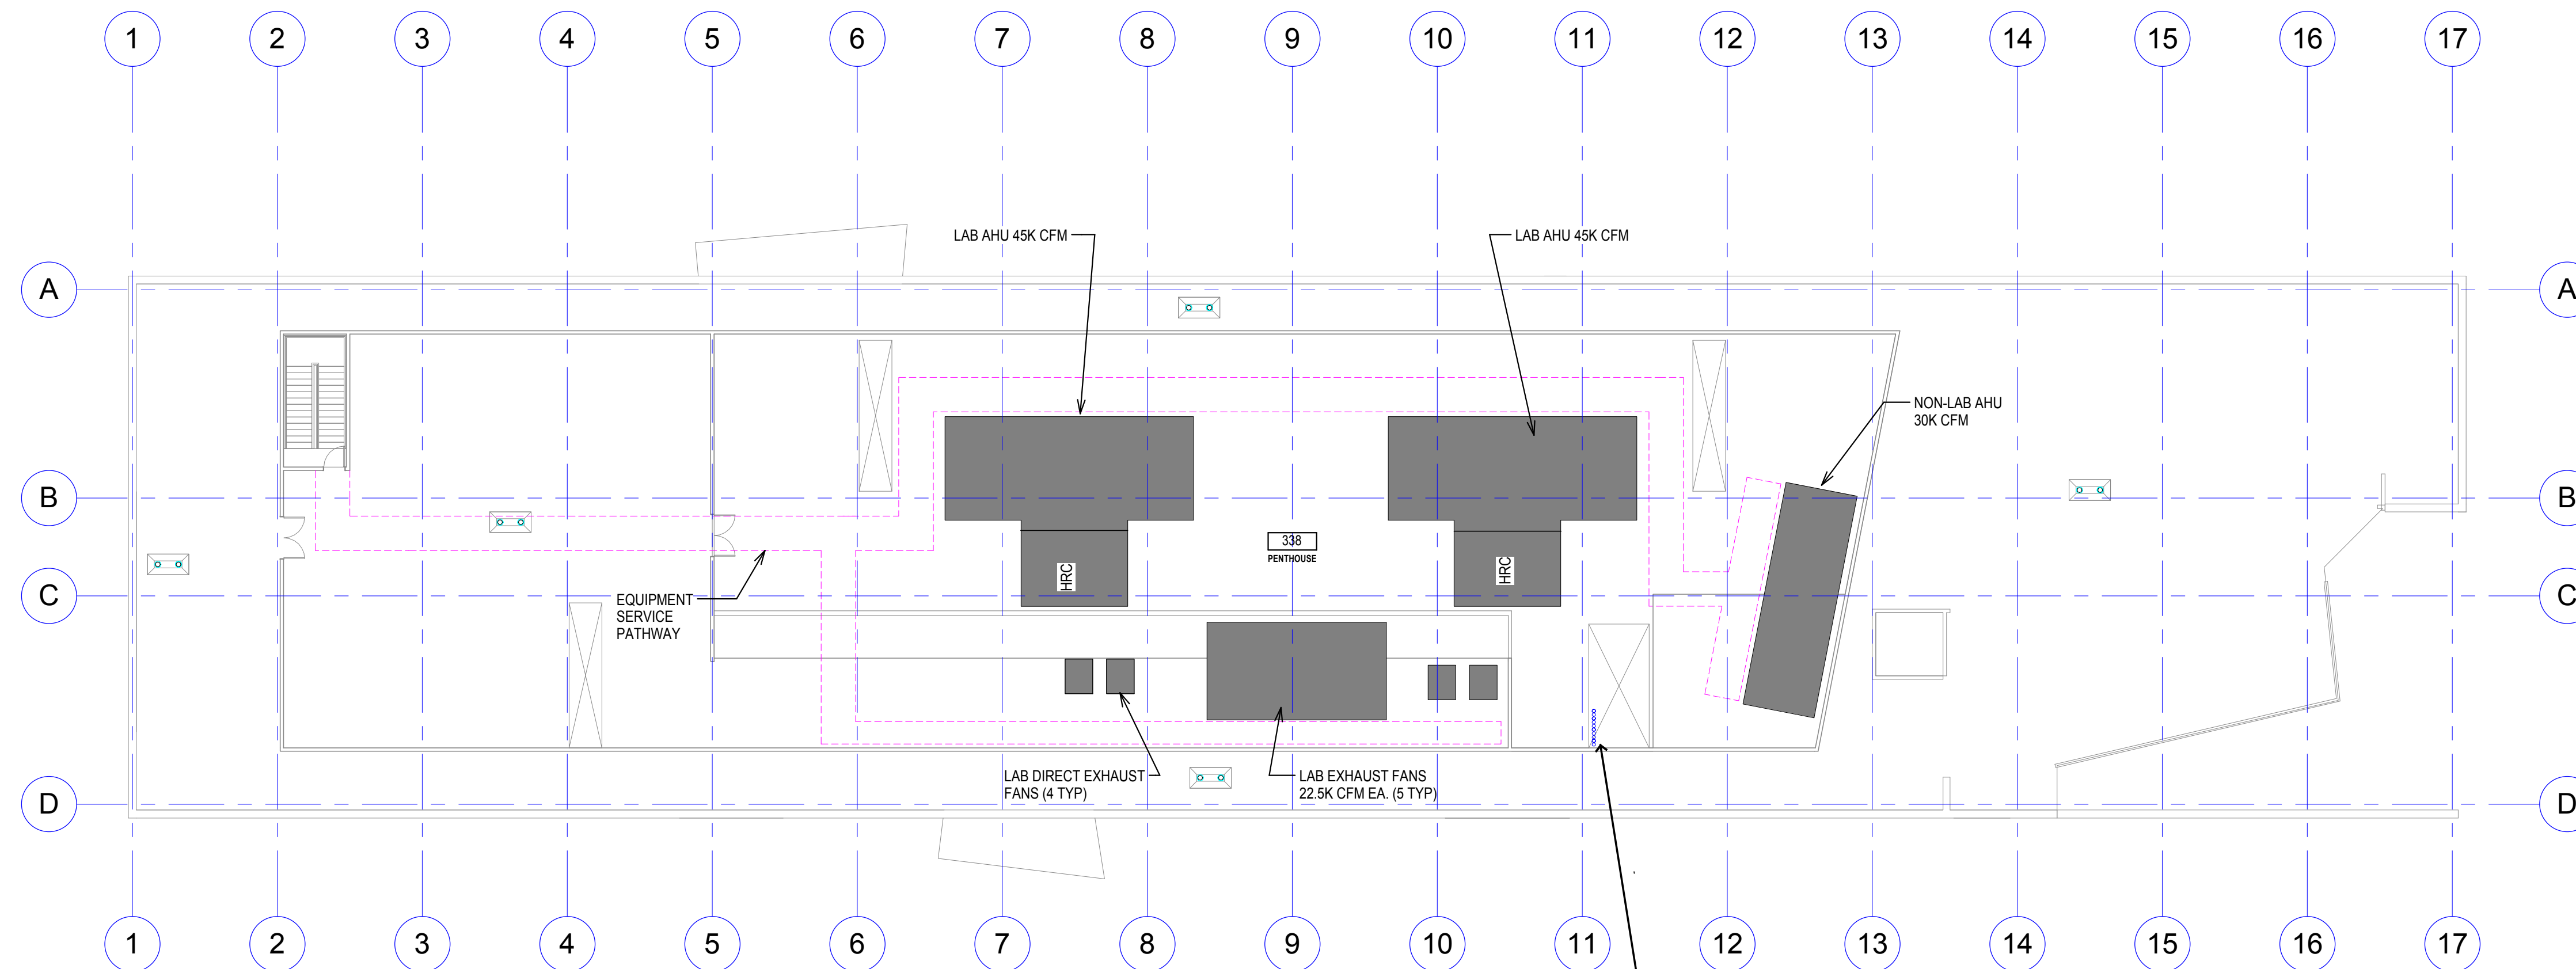 1 2 3 4 5 6 7 8 9 10 11 12 13 14 15 16 17
LAB AHU 45K CFM
LAB AHU 45K CFM
A A
NON-LAB AHU
30K CFM
B B
338
PENTHOUSE
HRC
HRC
C C
EQUIPMENT
SERVICE
PATHWAY
LAB DIRECT EXHAUST
FANS (4 TYP)
LAB EXHAUST FANS
22.5K CFM EA. (5 TYP)
D D
1 2 3 4 5 6 7 8 9 10 11 12 13 14 15 16 17